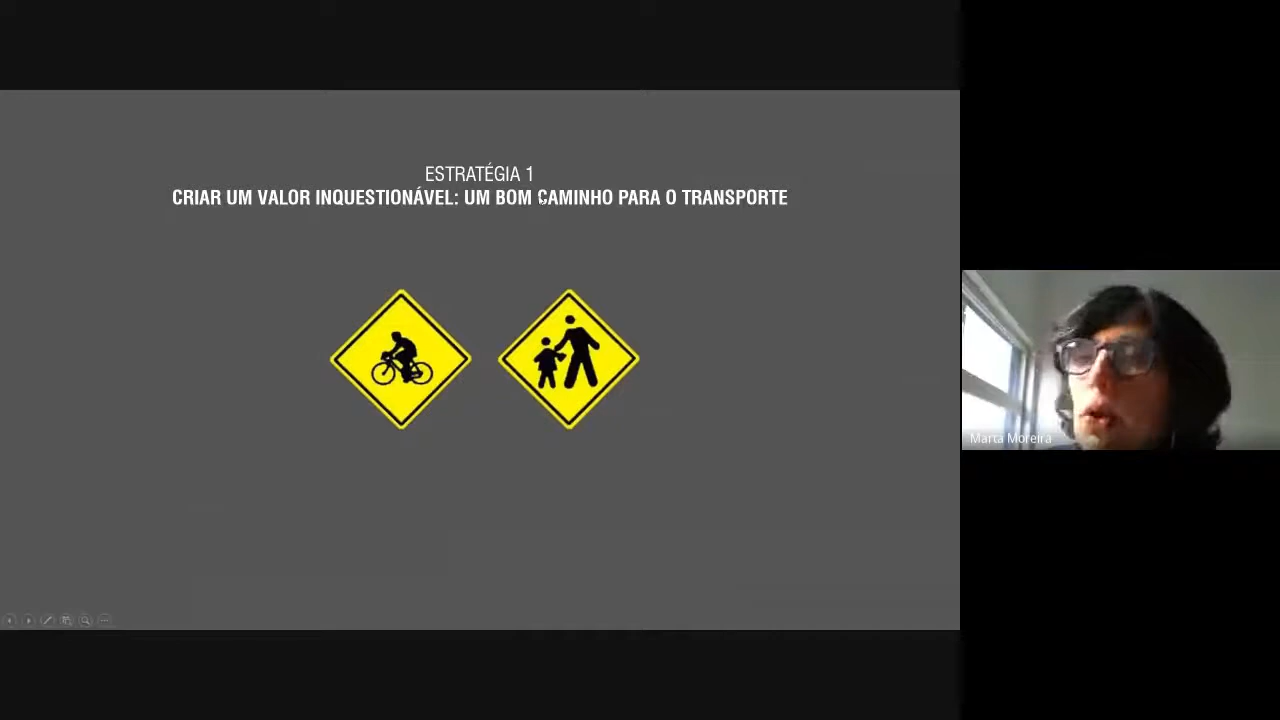 ESTRATÉGIA 1
CRIAR UM VALOR INQUESTIONÁVEL: UM BOM CAMINHO PARA O TRANSPORTE
Marta Moreira